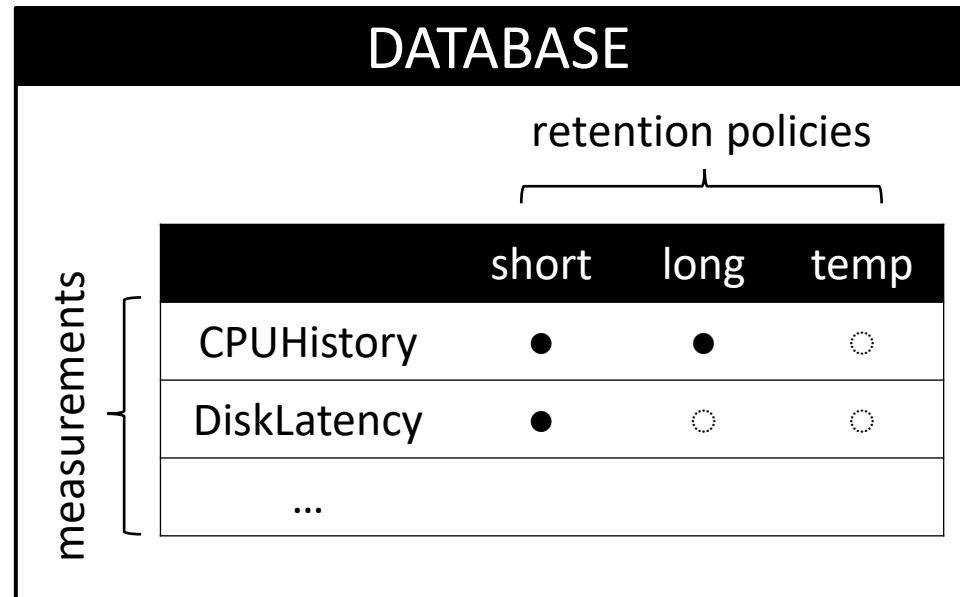 DATABASE
retention policies
short long temp
measurements
CPUHistory ● ● ◌
DiskLatency ● ◌ ◌
...